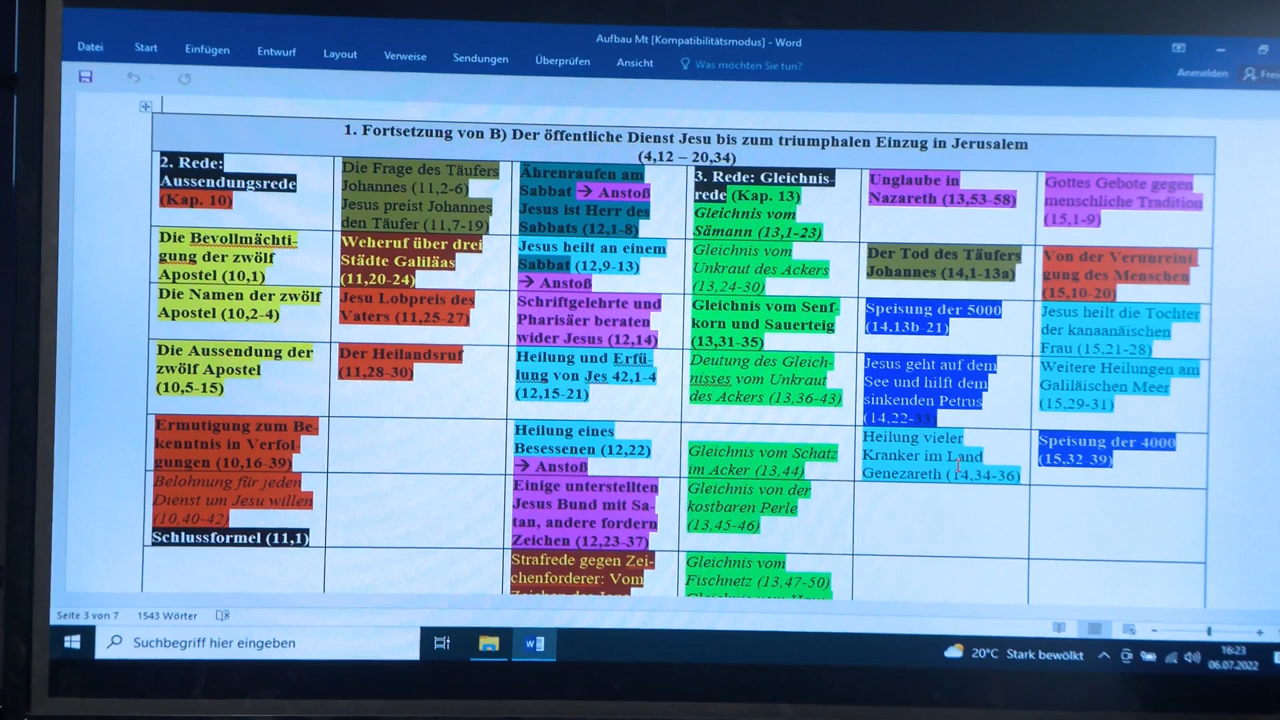 Aufbau Mt [Kompatibilitätsmodus] - Word
Datei Start Einfügen Entwurf Layout Verweise Sendungen Überprüfen Ansicht Was möchten Sie tun?
Anmelden
1. Fortsetzung von B) Der öffentliche Dienst Jesu bis zum triumphalen Einzug in Jerusalem
(4,12 – 20,34)
2. Rede:
Aussendungsrede
(Kap. 10)
Die Bevollmächti-
gung der zwölf
Apostel (10,1)
Die Namen der zwölf
Apostel (10,2-4)
Die Aussendung der
zwölf Apostel
(10,5-15)
Ermutigung zum Be-
kenntnis in Verfol-
gungen (10,16-39)
Belohnung für jeden
Dienst um Jesu willen
(10,40-42)
Schlussformel (11,1)
Die Frage des Täufers
Johannes (11,2-6)
Jesus preist Johannes
den Täufer (11,7-19)
Weheruf über drei
Städte Galiläas
(11,20-24)
Jesu Lobpreis des
Vaters (11,25-27)
Der Heilandsruf
(11,28-30)
Ährenraufen am
Sabbat → Anstoß
Jesus ist Herr des
Sabbats (12,1-8)
Jesus heilt an einem
Sabbat (12,9-13)
→ Anstoß
Schriftgelehrte und
Pharisäer beraten
wider Jesus (12,14)
Heilung und Erfü-
lung von Jes 42,1-4
(12,15-21)
Heilung eines
Besessenen (12,22)
→ Anstoß
Einige unterstellten
Jesus Bund mit Sa-
tan, andere fordern
Zeichen (12,23-37)
Strafrede gegen Zei-
chenforderer: Vom
3. Rede: Gleichnis-
rede (Kap. 13)
Gleichnis vom
Sämann (13,1-23)
Gleichnis vom
Unkraut des Ackers
(13,24-30)
Gleichnis vom Senf-
korn und Sauerteig
(13,31-35)
Deutung des Gleich-
nisses vom Unkraut
des Ackers (13,36-43)
Gleichnis vom Schatz
im Acker (13,44)
Gleichnis von der
kostbaren Perle
(13,45-46)
Gleichnis vom
Fischnetz (13,47-50)
Unglaube in
Nazareth (13,53-58)
Der Tod des Täufers
Johannes (14,1-13a)
Speisung der 5000
(14,13b-21)
Jesus geht auf dem
See und hilft dem
sinkenden Petrus
(14,22-33)
Heilung vieler
Kranker im Land
Genezareth (14,34-36)
Gottes Gebote gegen
menschliche Tradition
(15,1-9)
Von der Verunreini-
gung des Menschen
(15,10-20)
Jesus heilt die Tochter
der kanaanäischen
Frau (15,21-28)
Weitere Heilungen am
Galiläischen Meer
(15,29-31)
Speisung der 4000
(15,32-39)
Seite 3 von 7 1543 Wörter
Suchbegriff hier eingeben
20°C Stark bewölkt
16:23
06.07.2022